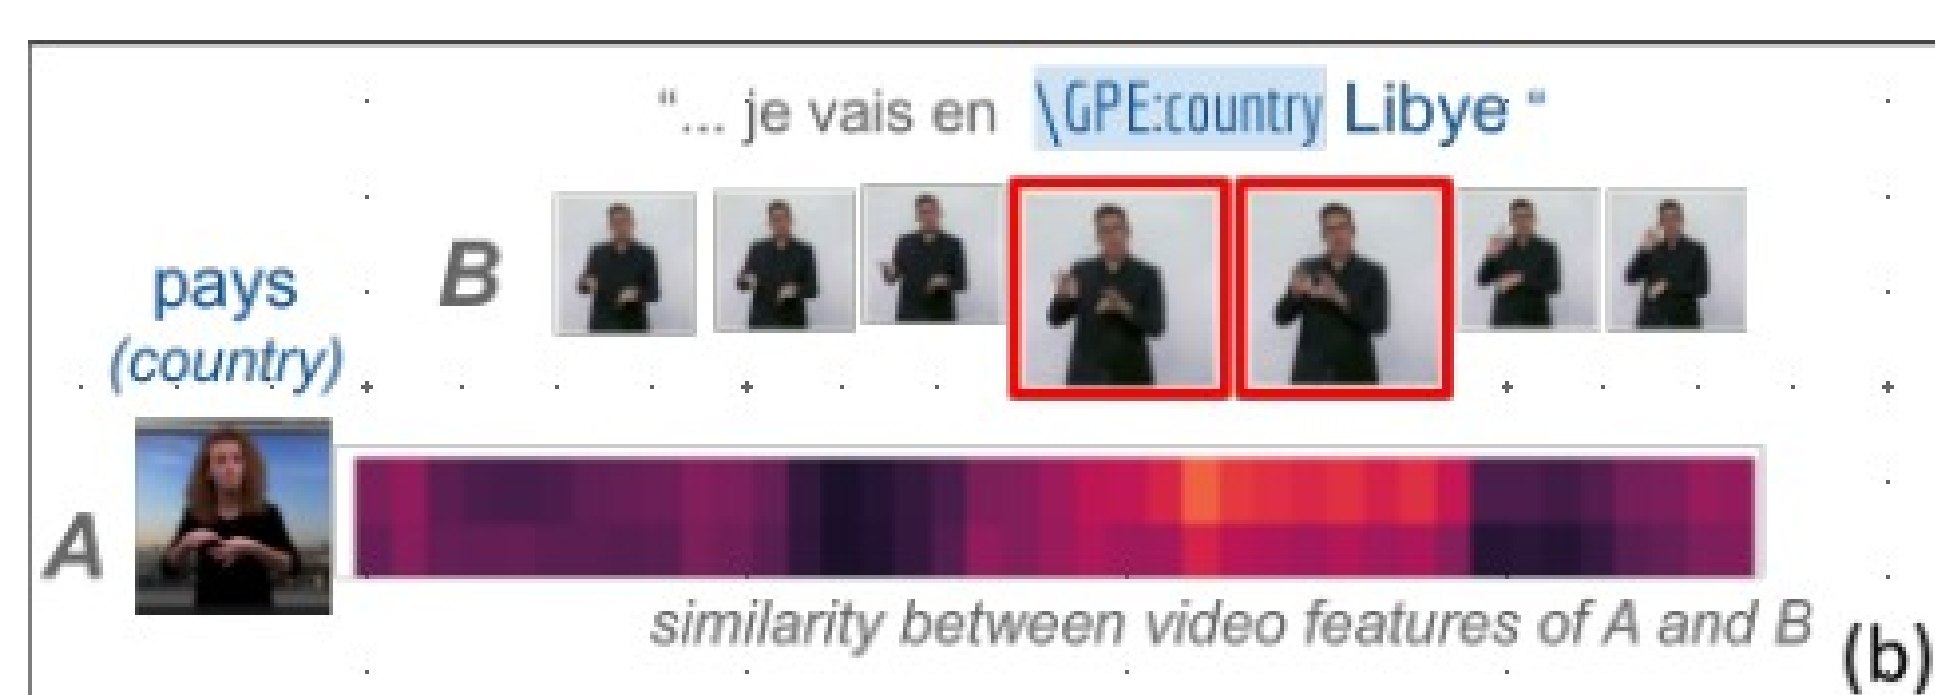 “... je vais en \GPE:country Libye “
B
pays
(country)
A
similarity between video features of A and B
(b)